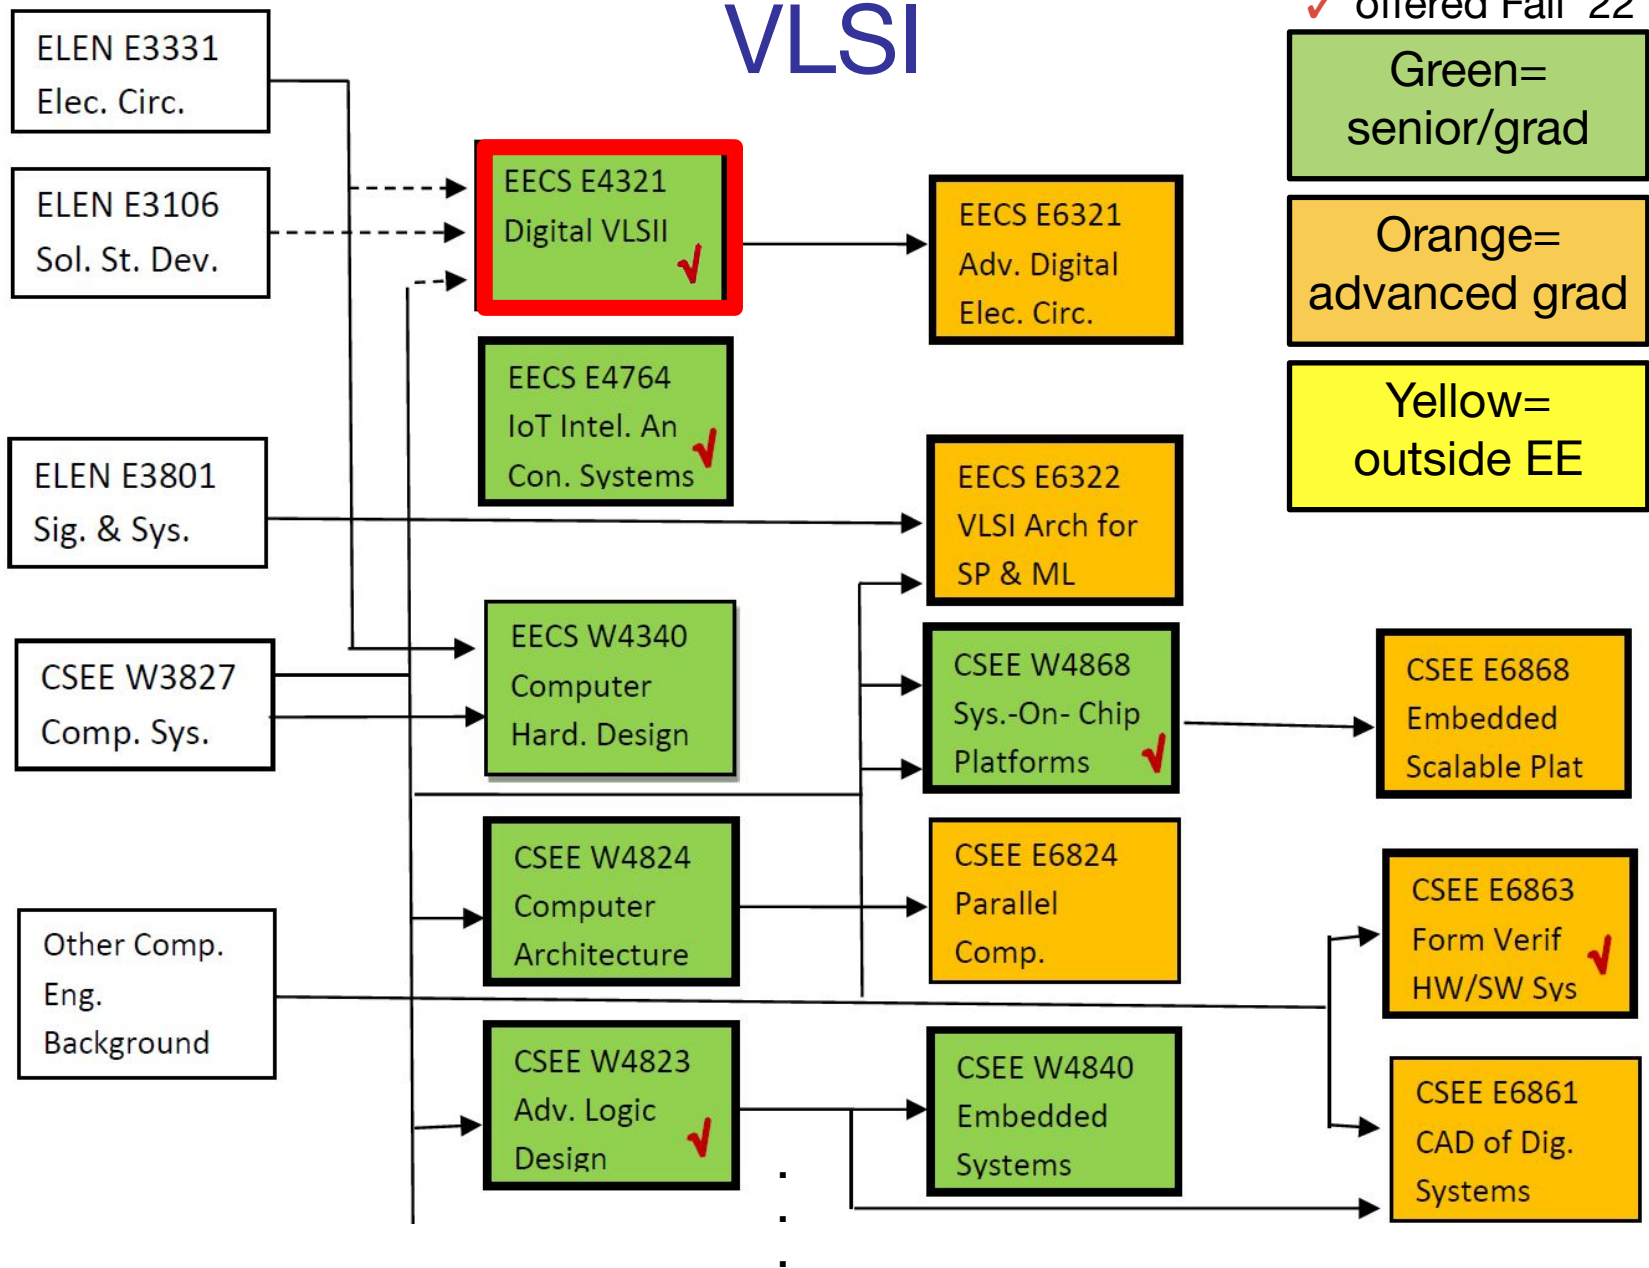 VLSI
✓ offered Fall '22
Green=
senior/grad
Orange=
advanced grad
Yellow=
outside EE
ELEN E3331
Elec. Circ.
ELEN E3106
Sol. St. Dev.
ELEN E3801
Sig. & Sys.
CSEE W3827
Comp. Sys.
Other Comp.
Eng.
Background
EECS E4321
Digital VLSII
√
EECS E4764
IoT Intel. An
Con. Systems √
EECS W4340
Computer
Hard. Design
CSEE W4824
Computer
Architecture
CSEE W4823
Adv. Logic
Design √
EECS E6321
Adv. Digital
Elec. Circ.
EECS E6322
VLSI Arch for
SP & ML
CSEE W4868
Sys.-On- Chip
Platforms √
CSEE E6824
Parallel
Comp.
CSEE W4840
Embedded
Systems
CSEE E6868
Embedded
Scalable Plat
CSEE E6863
Form Verif
HW/SW Sys √
CSEE E6861
CAD of Dig.
Systems
.
.
.